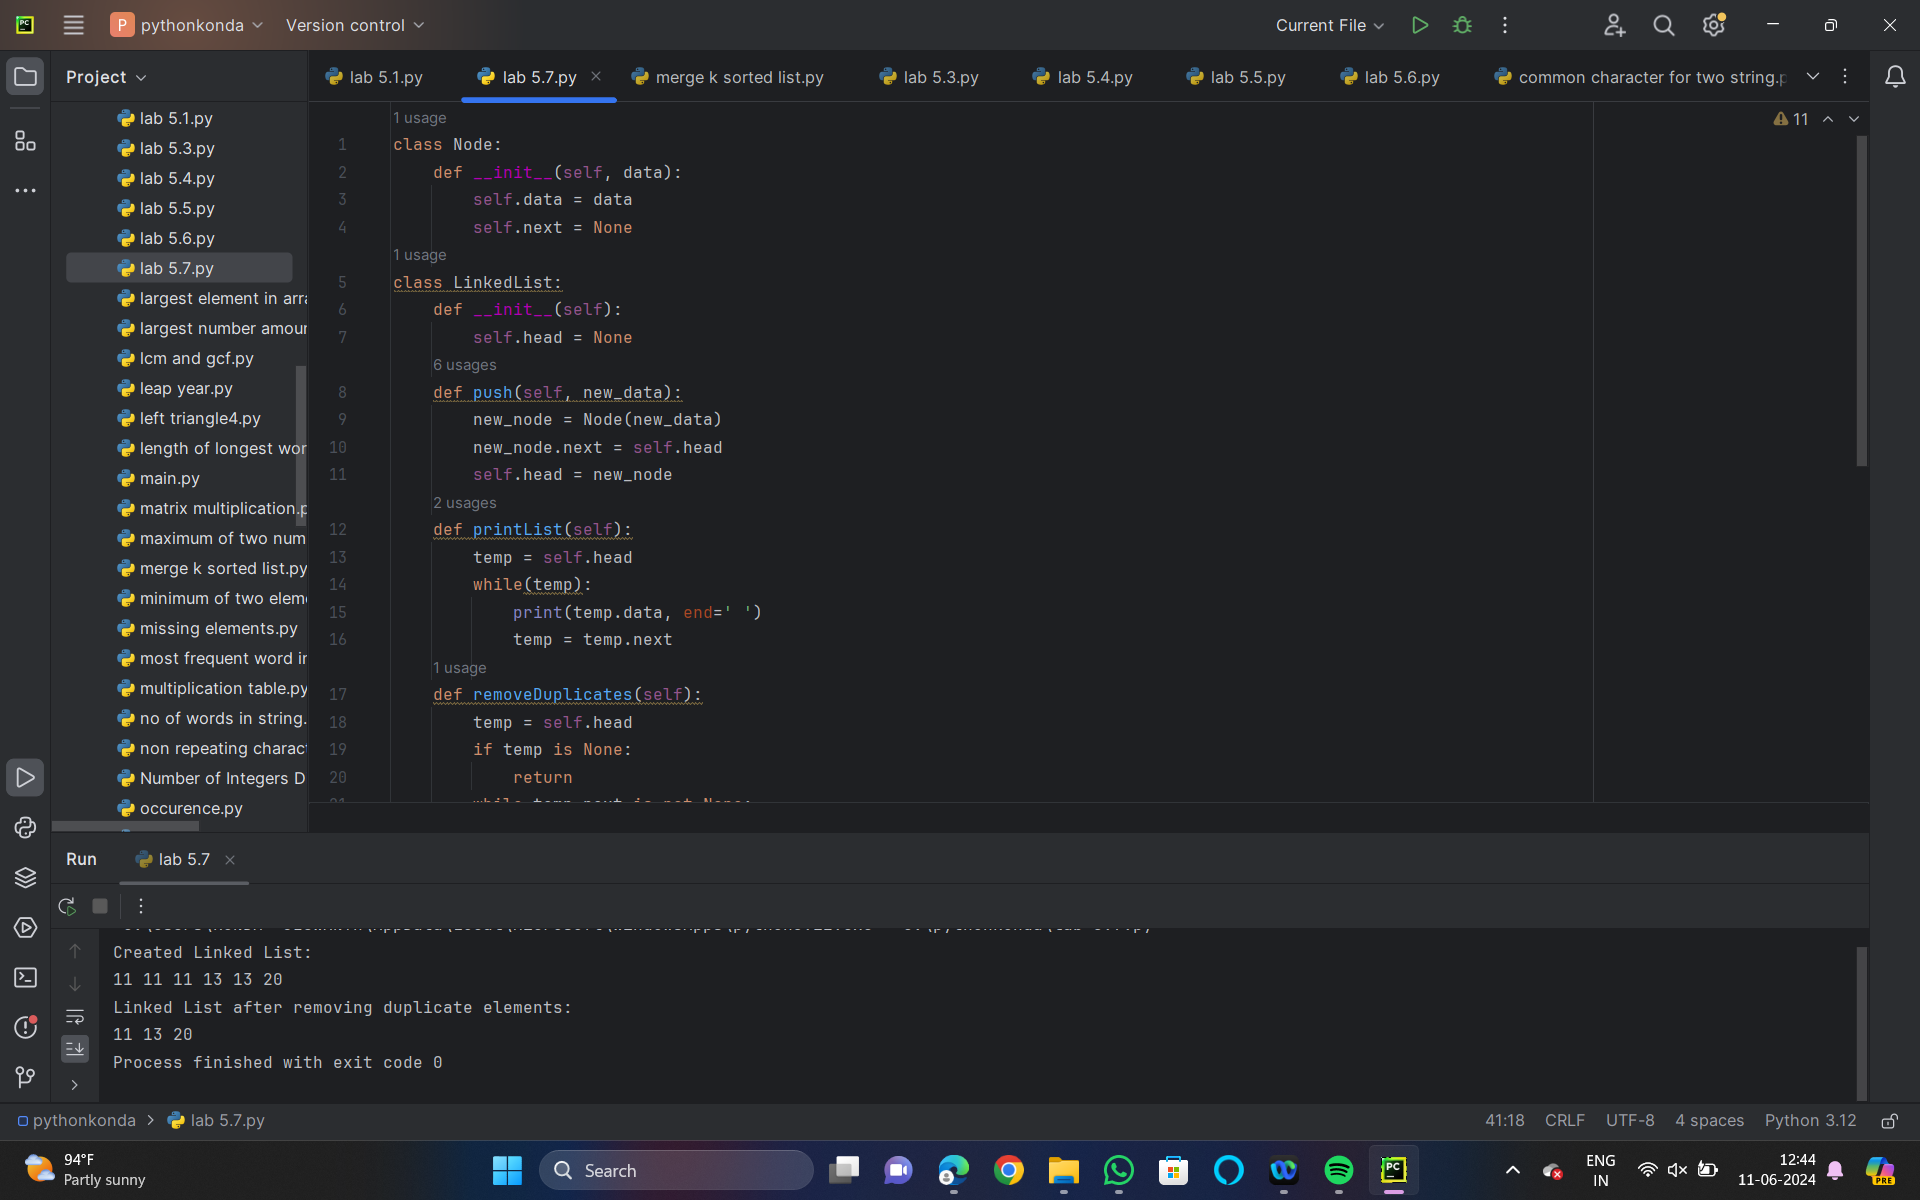 PC
P pythonkonda
Version control
Current File
Project
lab 5.1.py
lab 5.7.py
merge k sorted list.py
lab 5.3.py
lab 5.4.py
lab 5.5.py
lab 5.6.py
common character for two string.p
lab 5.1.py
lab 5.3.py
lab 5.4.py
lab 5.5.py
lab 5.6.py
lab 5.7.py
largest element in arra
largest number amour
lcm and gcf.py
leap year.py
left triangle4.py
length of longest wor
main.py
matrix multiplication.p
maximum of two num
merge k sorted list.py
minimum of two elem
missing elements.py
most frequent word in
multiplication table.py
no of words in string.
non repeating charact
Number of Integers D
occurence.py
11
1 usage
1 class Node:
2 def __init__(self, data):
3 self.data = data
4 self.next = None
1 usage
5 class LinkedList:
6 def __init__(self):
7 self.head = None
6 usages
8 def push(self, new_data):
9 new_node = Node(new_data)
10 new_node.next = self.head
11 self.head = new_node
2 usages
12 def printList(self):
13 temp = self.head
14 while(temp):
15 print(temp.data, end=' ')
16 temp = temp.next
1 usage
17 def removeDuplicates(self):
18 temp = self.head
19 if temp is None:
20 return
21 while temp.next is not None:
Run
lab 5.7
Created Linked List:
11 11 11 13 13 20
Linked List after removing duplicate elements:
11 13 20
Process finished with exit code 0
pythonkonda > lab 5.7.py
41:18
CRLF
UTF-8
4 spaces
Python 3.12
94°F
Partly sunny
Search
PC
ENG
IN
12:44
11-06-2024
PRE